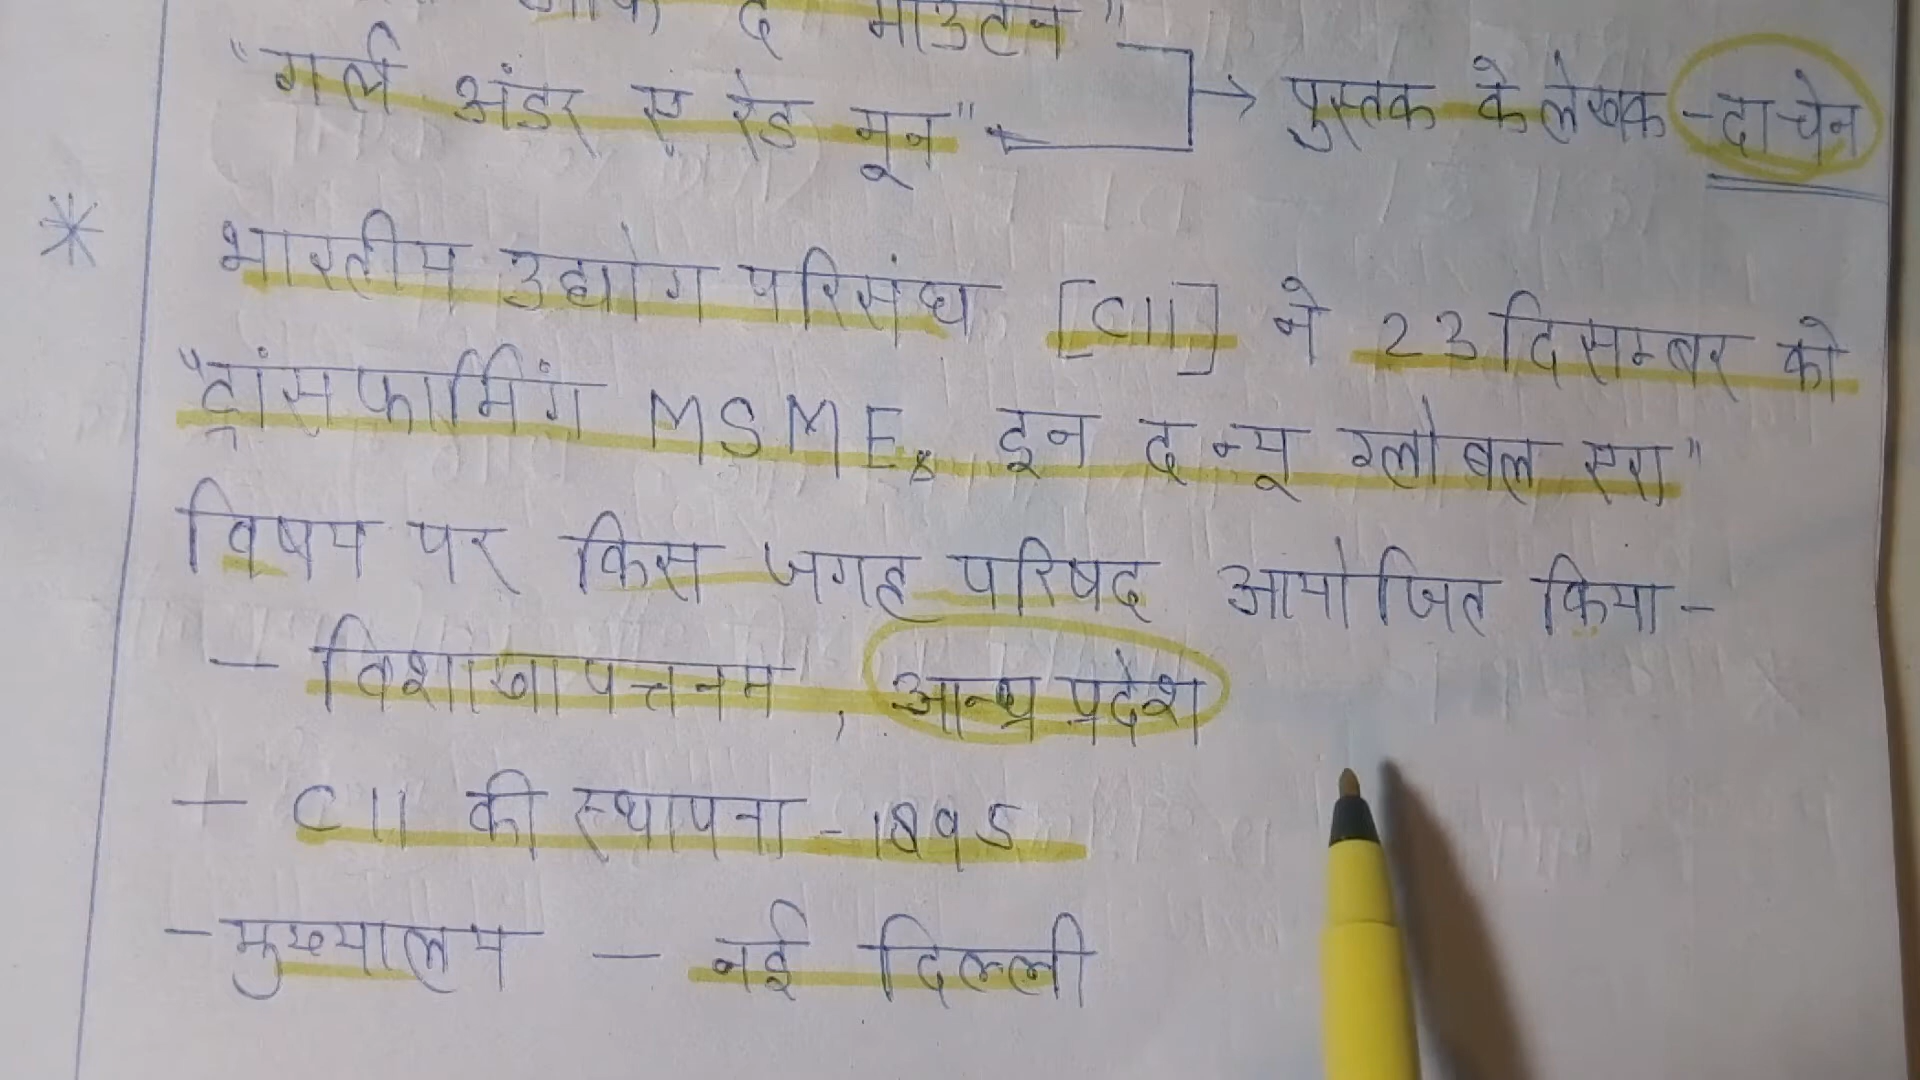 द माउंटेन"
"गर्ल अंडर ए रेड मून" → पुस्तक के लेखक - दा चेन
* भारतीय उद्योग परिसंघ [CII] ने 23 दिसम्बर को
"ट्रांसफार्मिंग MSMEs इन द न्यू ग्लोबल एरा"
विषय पर किस जगह परिषद आयोजित किया -
- विशाखापत्तनम, आन्ध्र प्रदेश
- CII की स्थापना - 1895
- मुख्यालय - नई दिल्ली